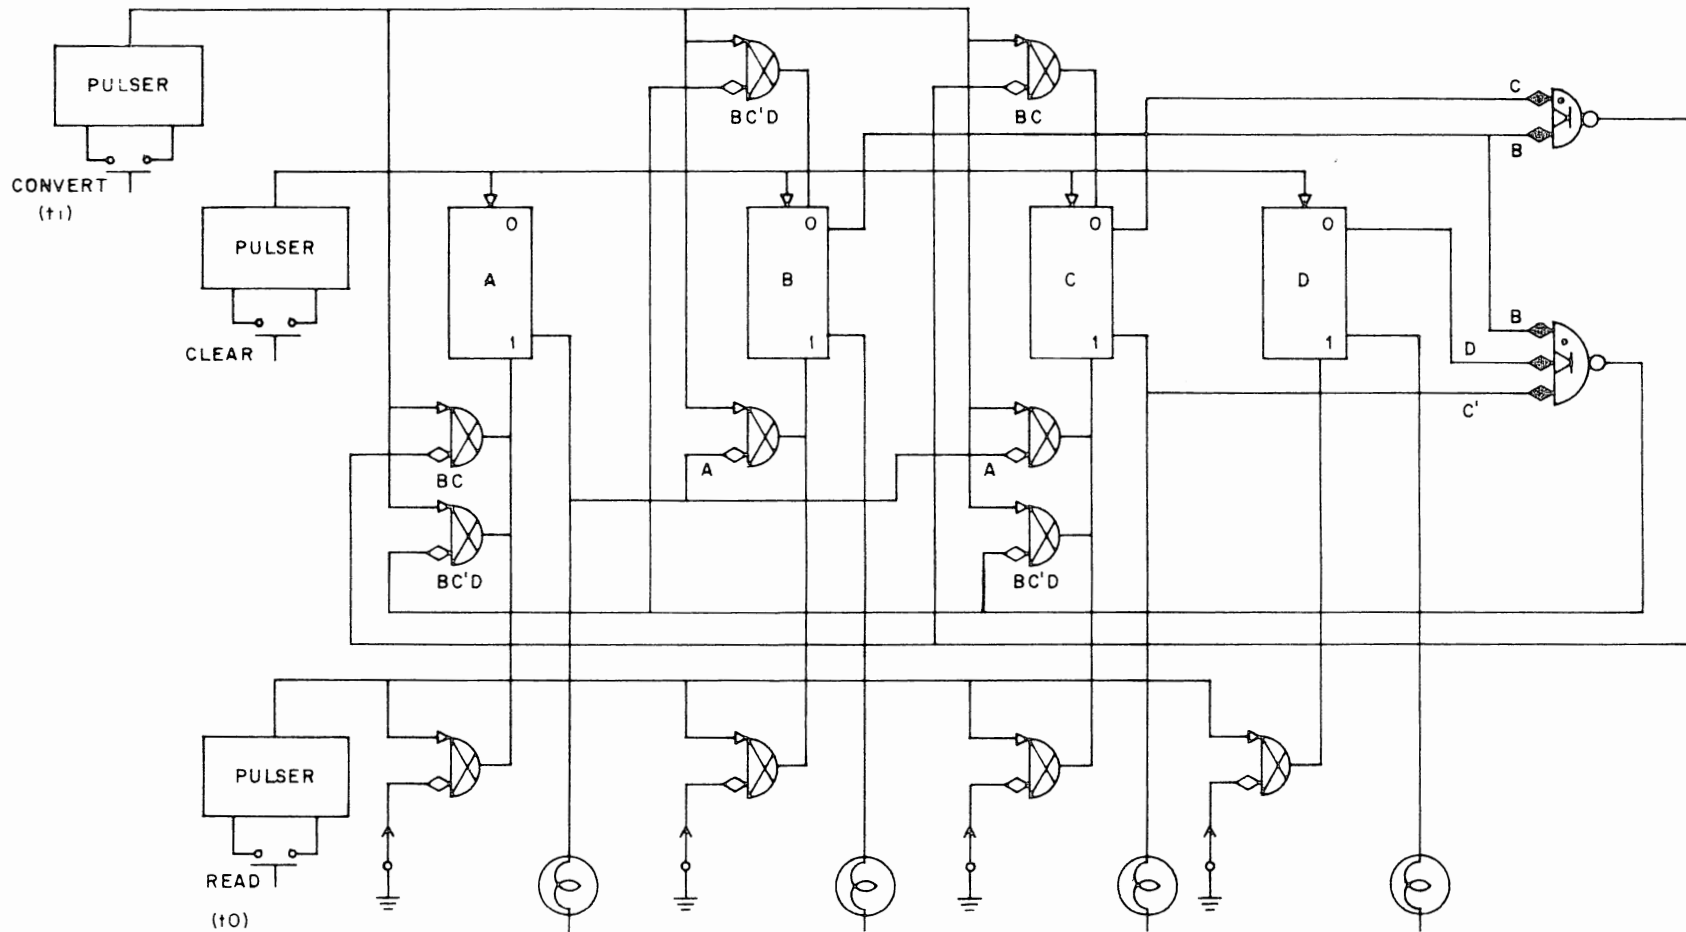 PULSER
CONVERT
(t1)
BC'D
BC
C
B
PULSER
CLEAR
0
A
1
0
B
1
0
C
1
0
D
1
B
D
C'
BC
A
A
BC'D
BC'D
PULSER
READ
(t0)